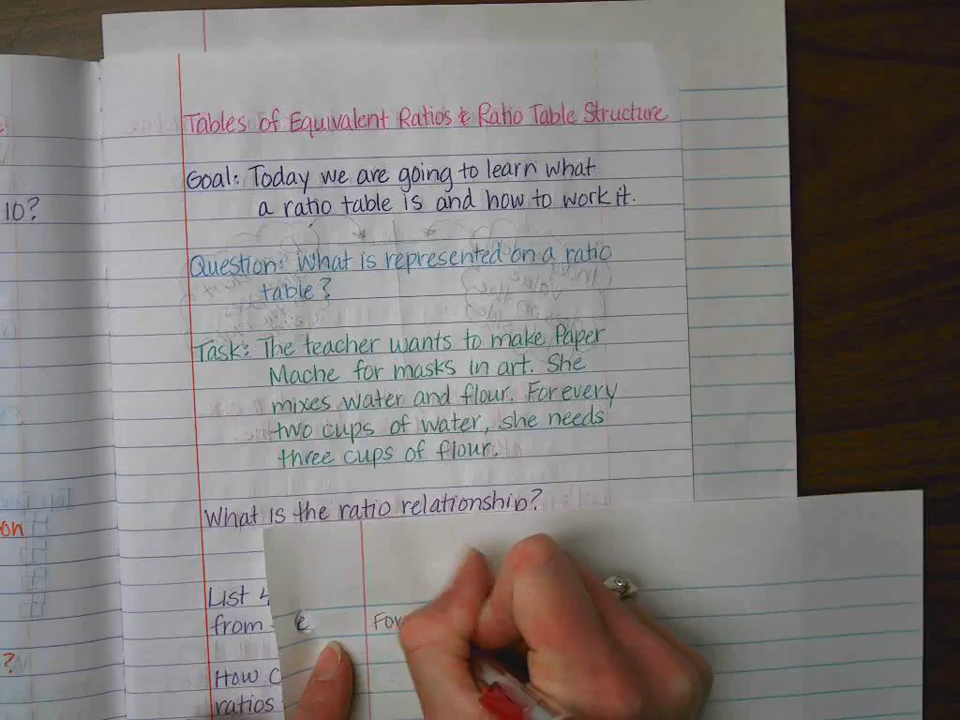 Tables of Equivalent Ratios & Ratio Table Structure
Goal: Today we are going to learn what
a ratio table is and how to work it.
10?
Question: What is represented on a ratio
table?
Task: The teacher wants to make Paper
Mache for masks in art. She
mixes water and flour. For every
two cups of water, she needs
three cups of flour.
What is the ratio relationship?
on
List 4
from
For
?
How
ratios